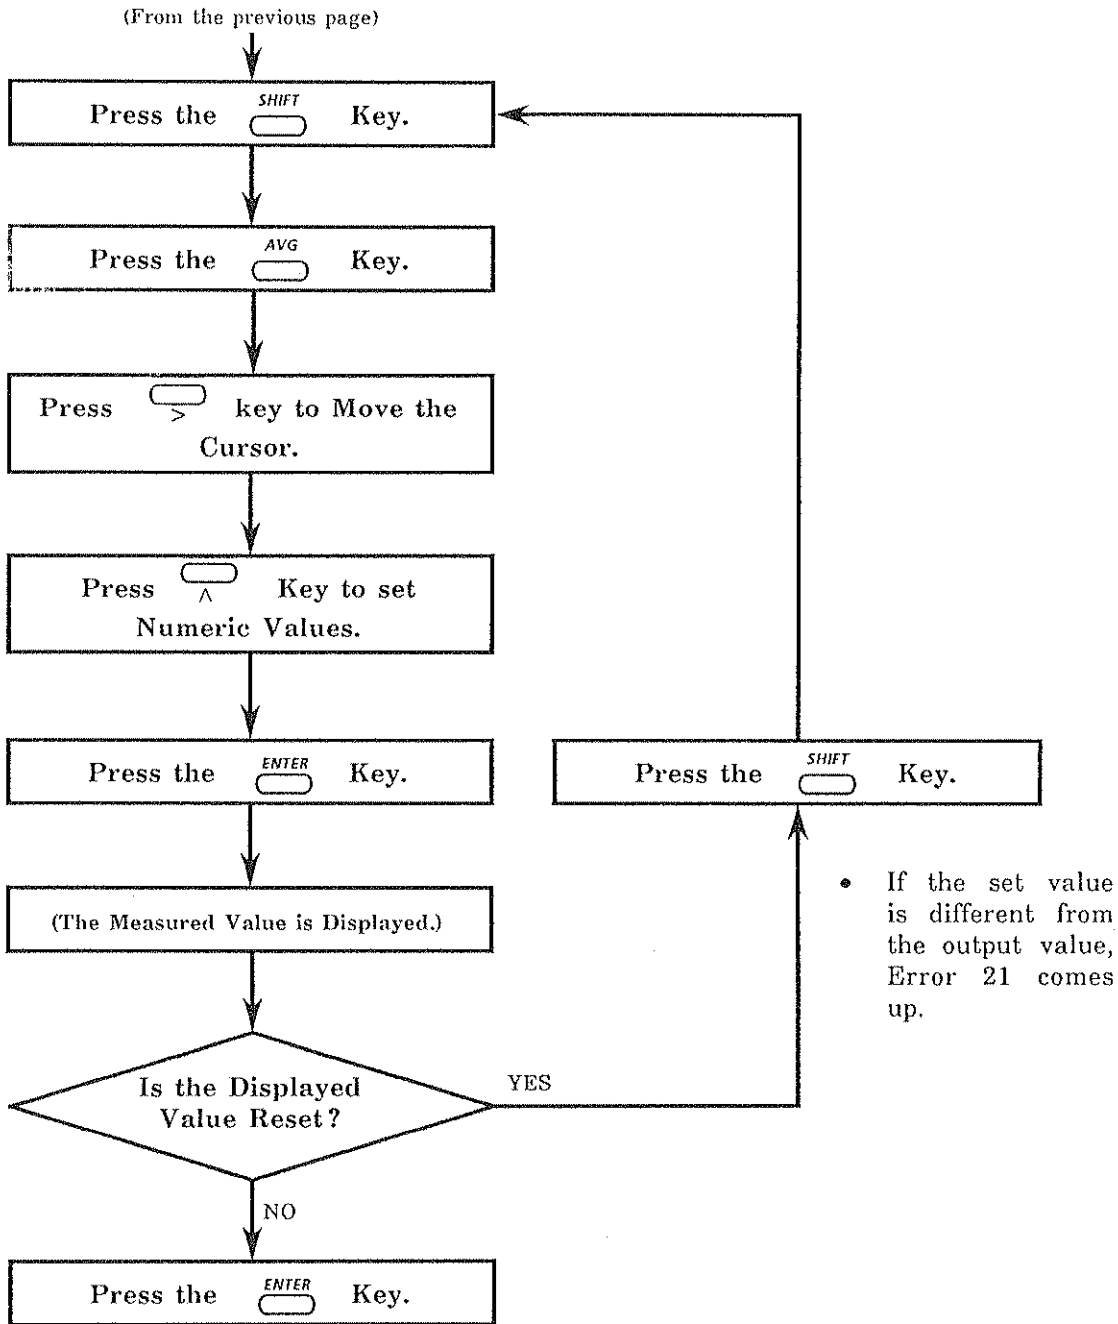 (From the previous page)
SHIFT
Press the Key.
AVG
Press the Key.
Press > key to Move the
Cursor.
Press ∧ Key to set
Numeric Values.
ENTER
Press the Key.
SHIFT
Press the Key.
(The Measured Value is Displayed.)
• If the set value
is different from
the output value,
Error 21 comes
up.
Is the Displayed
Value Reset?
YES
NO
ENTER
Press the Key.